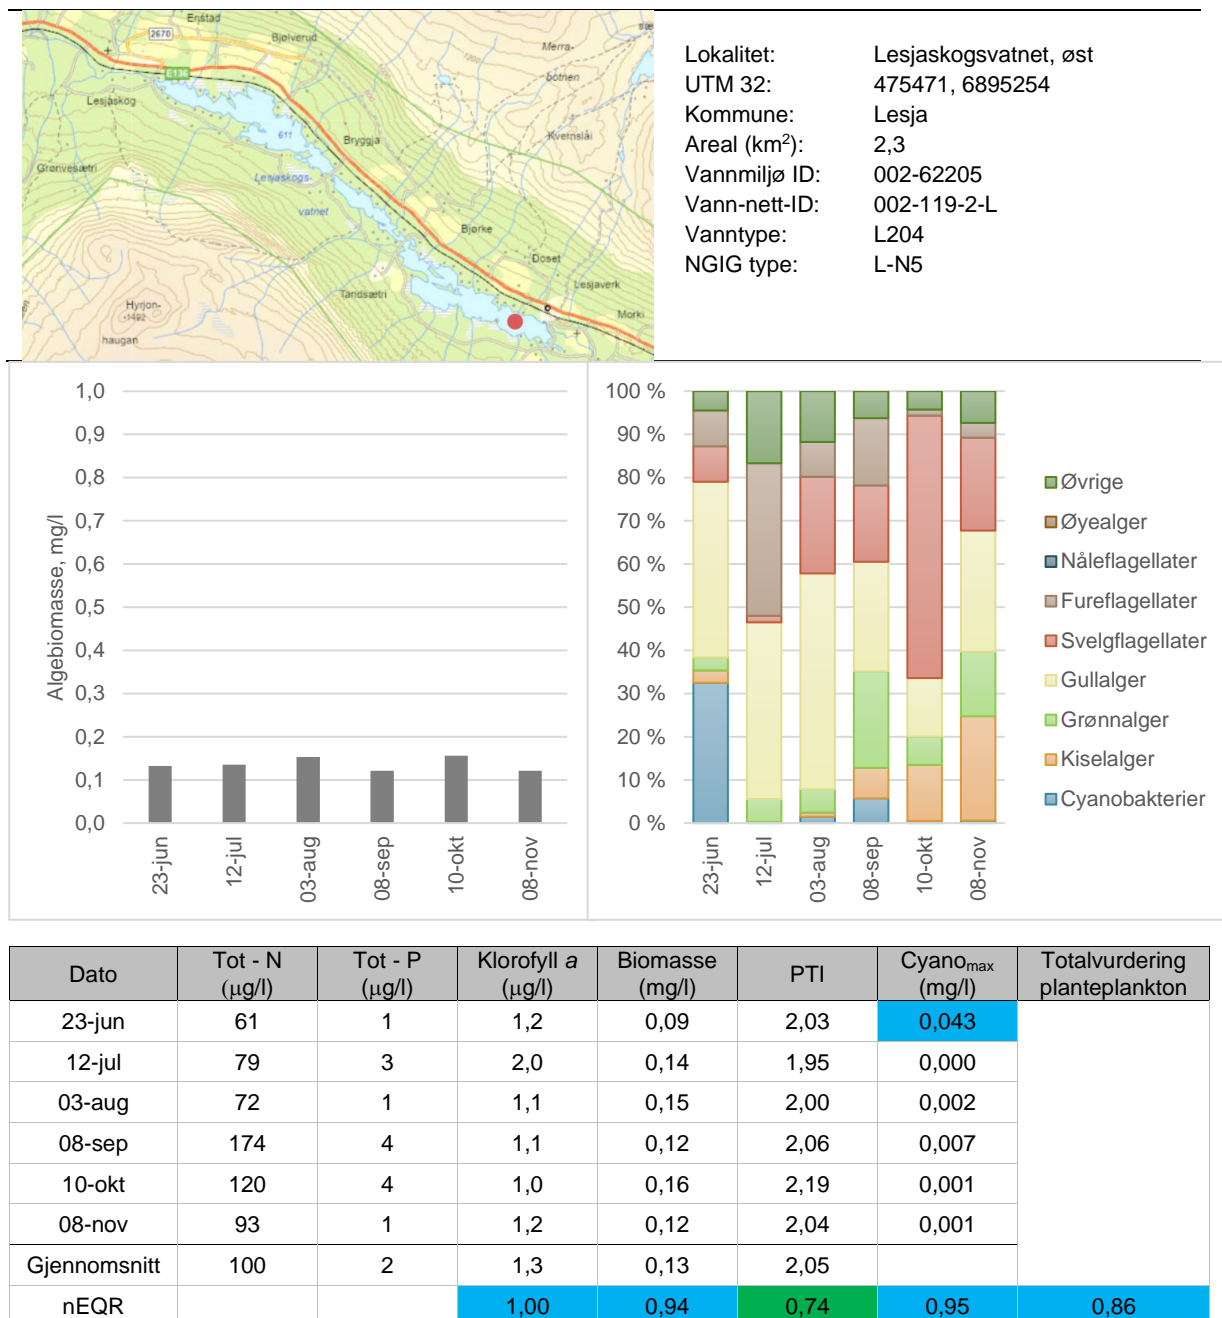 Enstad
2670
Bjølverud
Merra-
botnen
E136
Lesjaskog
611
Bryggja
Kvernslåi
Grønvesætri
Lesjaskogs-
vatnet
Bjørke
Doset
Lesjaverk
Tandsætri
Morki
Hyrjon-
-1492
haugan
Lokalitet: Lesjaskogsvatnet, øst
UTM 32: 475471, 6895254
Kommune: Lesja
Areal (km²): 2,3
Vannmiljø ID: 002-62205
Vann-nett-ID: 002-119-2-L
Vanntype: L204
NGIG type: L-N5
Algebiomasse, mg/l
1,0
0,9
0,8
0,7
0,6
0,5
0,4
0,3
0,2
0,1
0,0
23-jun 12-jul 03-aug 08-sep 10-okt 08-nov
100 %
90 %
80 %
70 %
60 %
50 %
40 %
30 %
20 %
10 %
0 %
23-jun 12-jul 03-aug 08-sep 10-okt 08-nov
Øvrige
Øyealger
Nåleflagellater
Fureflagellater
Svelgflagellater
Gullalger
Grønnalger
Kiselalger
Cyanobakterier
Dato Tot - N (µg/l) Tot - P (µg/l) Klorofyll a (µg/l) Biomasse (mg/l) PTI Cyanomax (mg/l) Totalvurdering planteplankton
23-jun 61 1 1,2 0,09 2,03 0,043
12-jul 79 3 2,0 0,14 1,95 0,000
03-aug 72 1 1,1 0,15 2,00 0,002
08-sep 174 4 1,1 0,12 2,06 0,007
10-okt 120 4 1,0 0,16 2,19 0,001
08-nov 93 1 1,2 0,12 2,04 0,001
Gjennomsnitt 100 2 1,3 0,13 2,05
nEQR 1,00 0,94 0,74 0,95 0,86